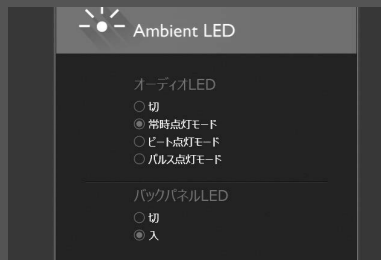 Ambient LED
オーディオLED
切
常時点灯モード
ビート点灯モード
パルス点灯モード
バックパネルLED
切
入